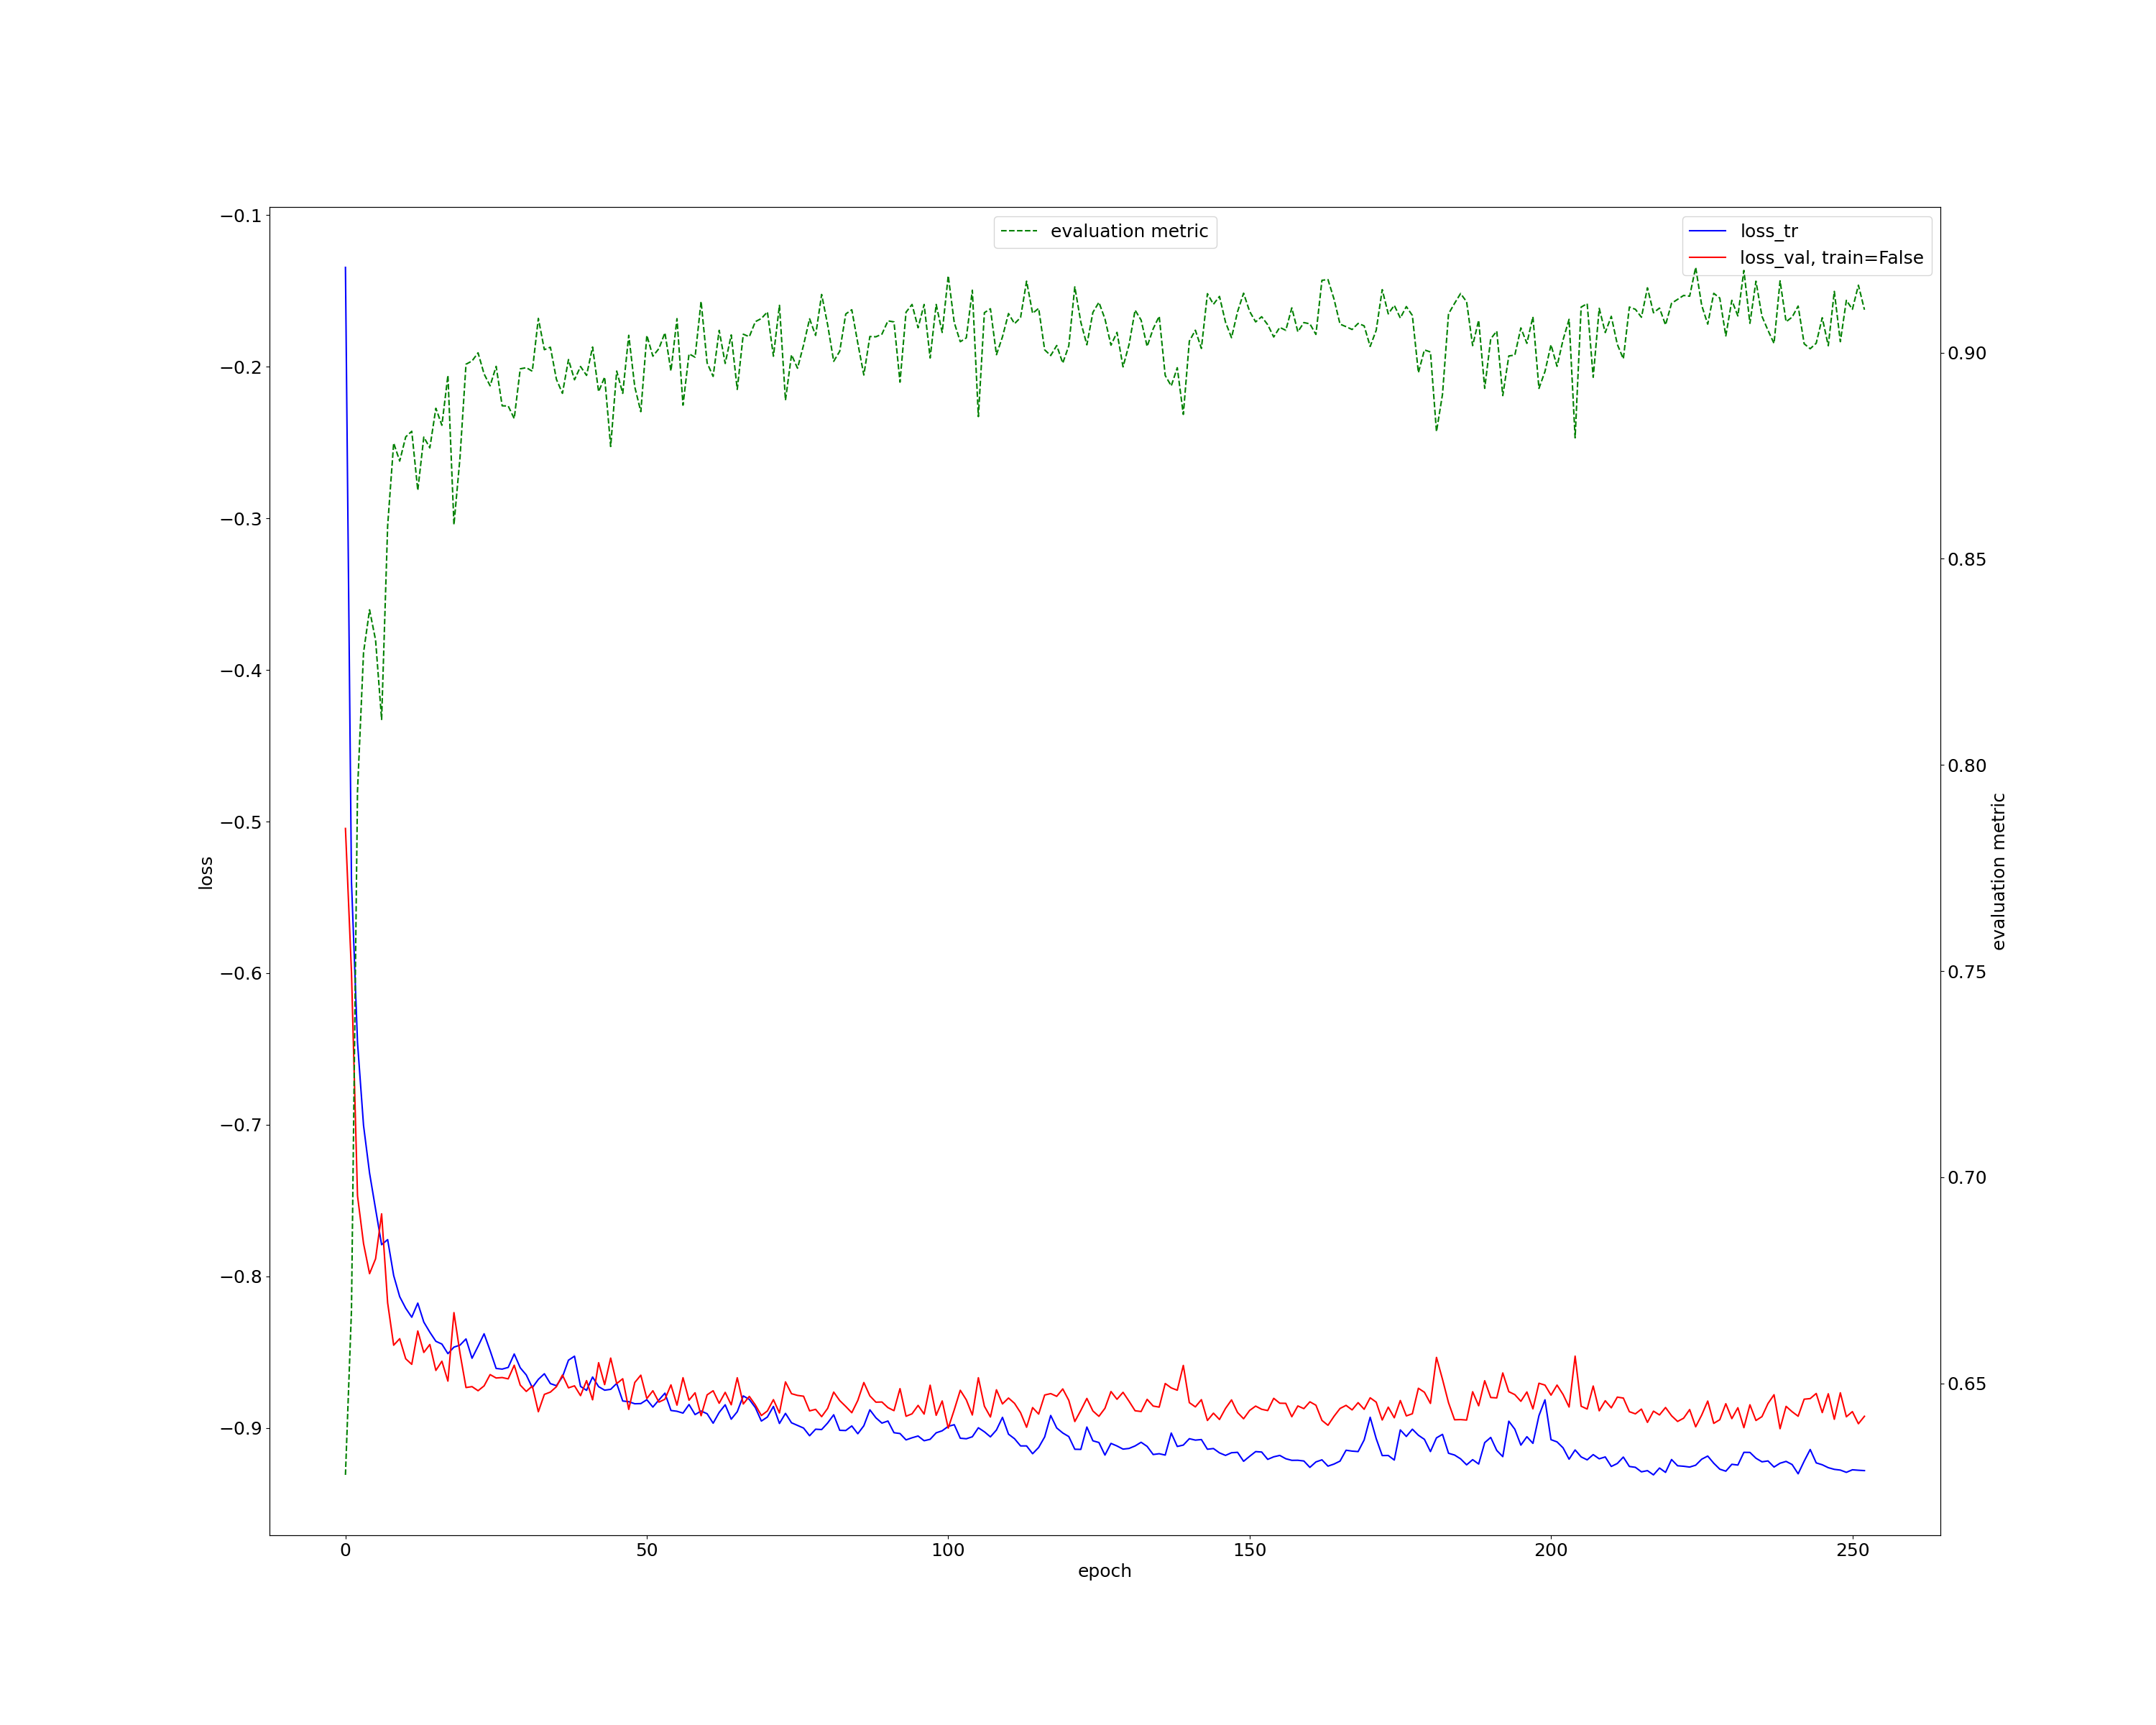 evaluation metric
loss_tr
loss_val, train=False
−0.1
−0.2
−0.3
−0.4
−0.5
−0.6
−0.7
−0.8
−0.9
loss
0.90
0.85
0.80
0.75
0.70
0.65
evaluation metric
0 50 100 150 200 250
epoch